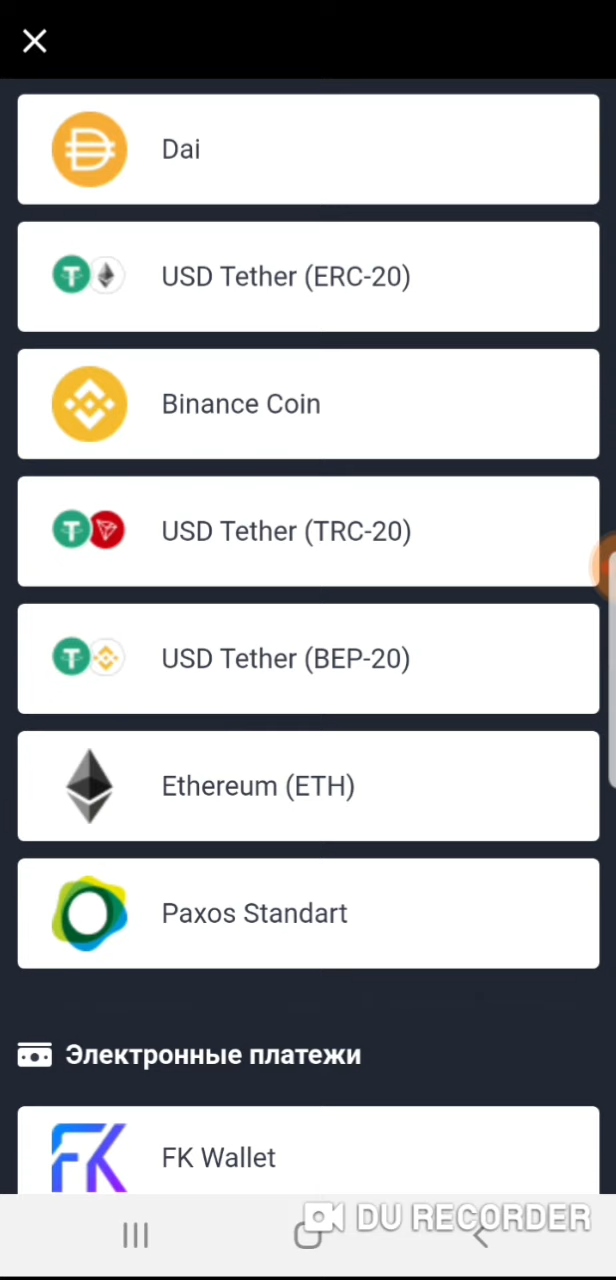 Dai
USD Tether (ERC-20)
Binance Coin
USD Tether (TRC-20)
USD Tether (BEP-20)
Ethereum (ETH)
Paxos Standart
Электронные платежи
FK Wallet
DU RECORDER